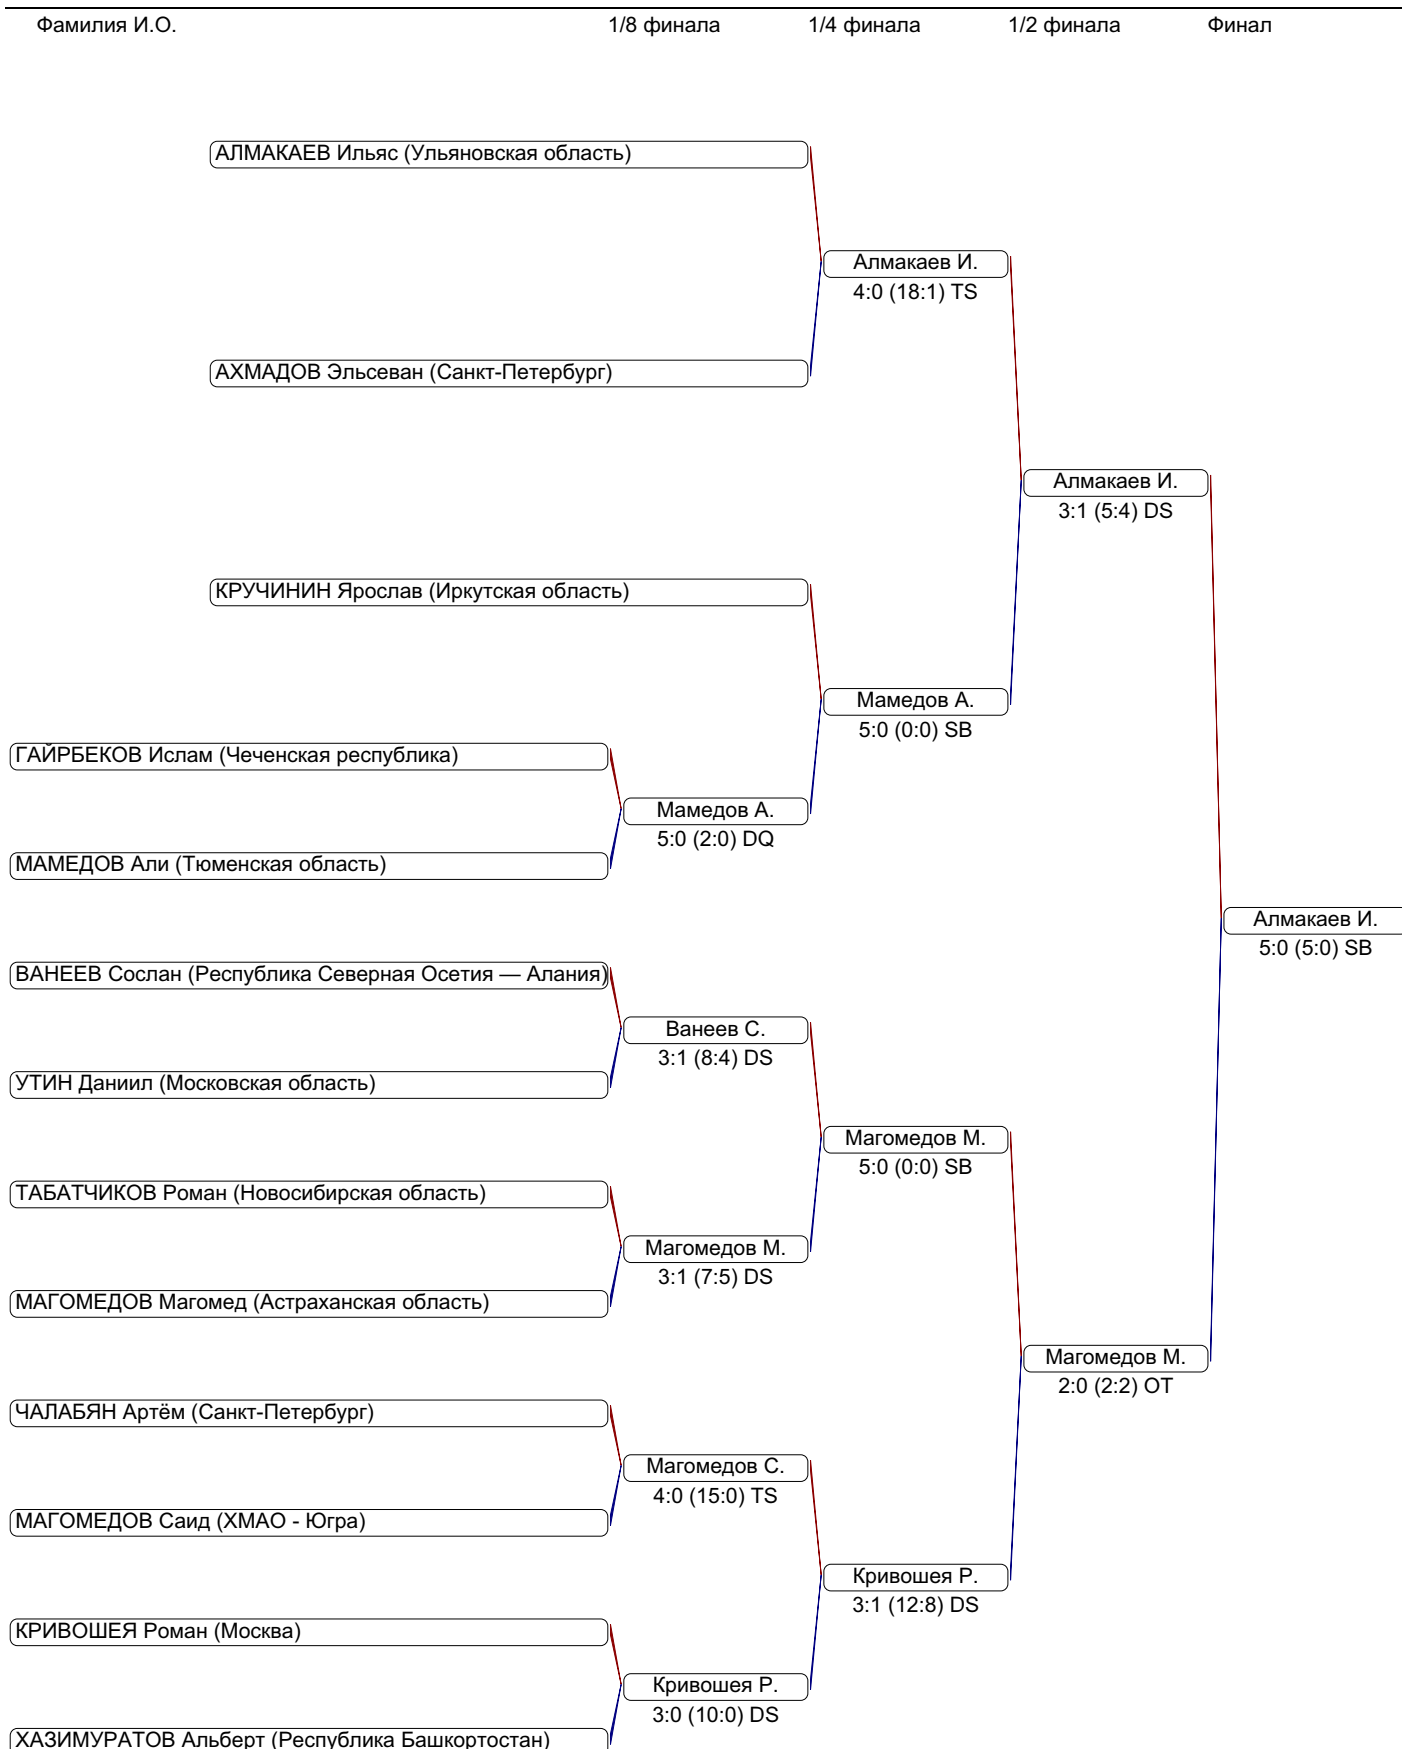 Фамилия И.О. 1/8 финала 1/4 финала 1/2 финала Финал
АЛМАКАЕВ Ильяс (Ульяновская область)
Алмакаев И.
4:0 (18:1) TS
АХМАДОВ Эльсеван (Санкт-Петербург)
Алмакаев И.
3:1 (5:4) DS
КРУЧИНИН Ярослав (Иркутская область)
Мамедов А.
5:0 (0:0) SB
ГАЙРБЕКОВ Ислам (Чеченская республика)
Мамедов А.
5:0 (2:0) DQ
МАМЕДОВ Али (Тюменская область)
Алмакаев И.
5:0 (5:0) SB
ВАНЕЕВ Сослан (Республика Северная Осетия — Алания)
Ванеев С.
3:1 (8:4) DS
УТИН Даниил (Московская область)
Магомедов М.
5:0 (0:0) SB
ТАБАТЧИКОВ Роман (Новосибирская область)
Магомедов М.
3:1 (7:5) DS
МАГОМЕДОВ Магомед (Астраханская область)
Магомедов М.
2:0 (2:2) OT
ЧАЛАБЯН Артём (Санкт-Петербург)
Магомедов С.
4:0 (15:0) TS
МАГОМЕДОВ Саид (ХМАО - Югра)
Кривошея Р.
3:1 (12:8) DS
КРИВОШЕЯ Роман (Москва)
Кривошея Р.
3:0 (10:0) DS
ХАЗИМУРАТОВ Альберт (Республика Башкортостан)